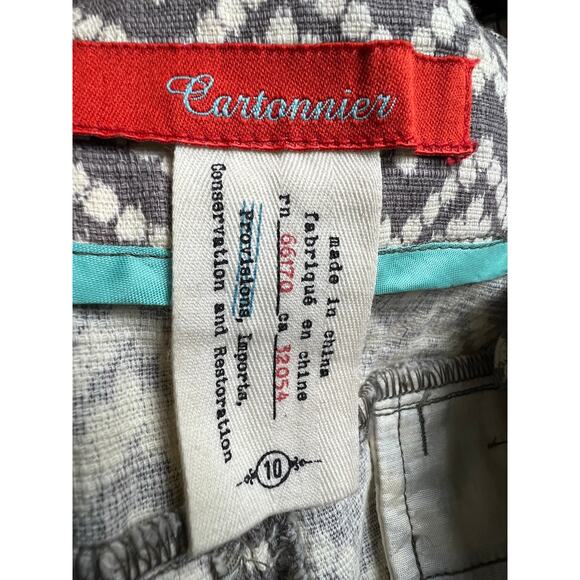 Cartonnier
made in china
fabriqué en chine
rn 66170 ca 32054
Provisions, Imports,
Conservation and Restoration
10